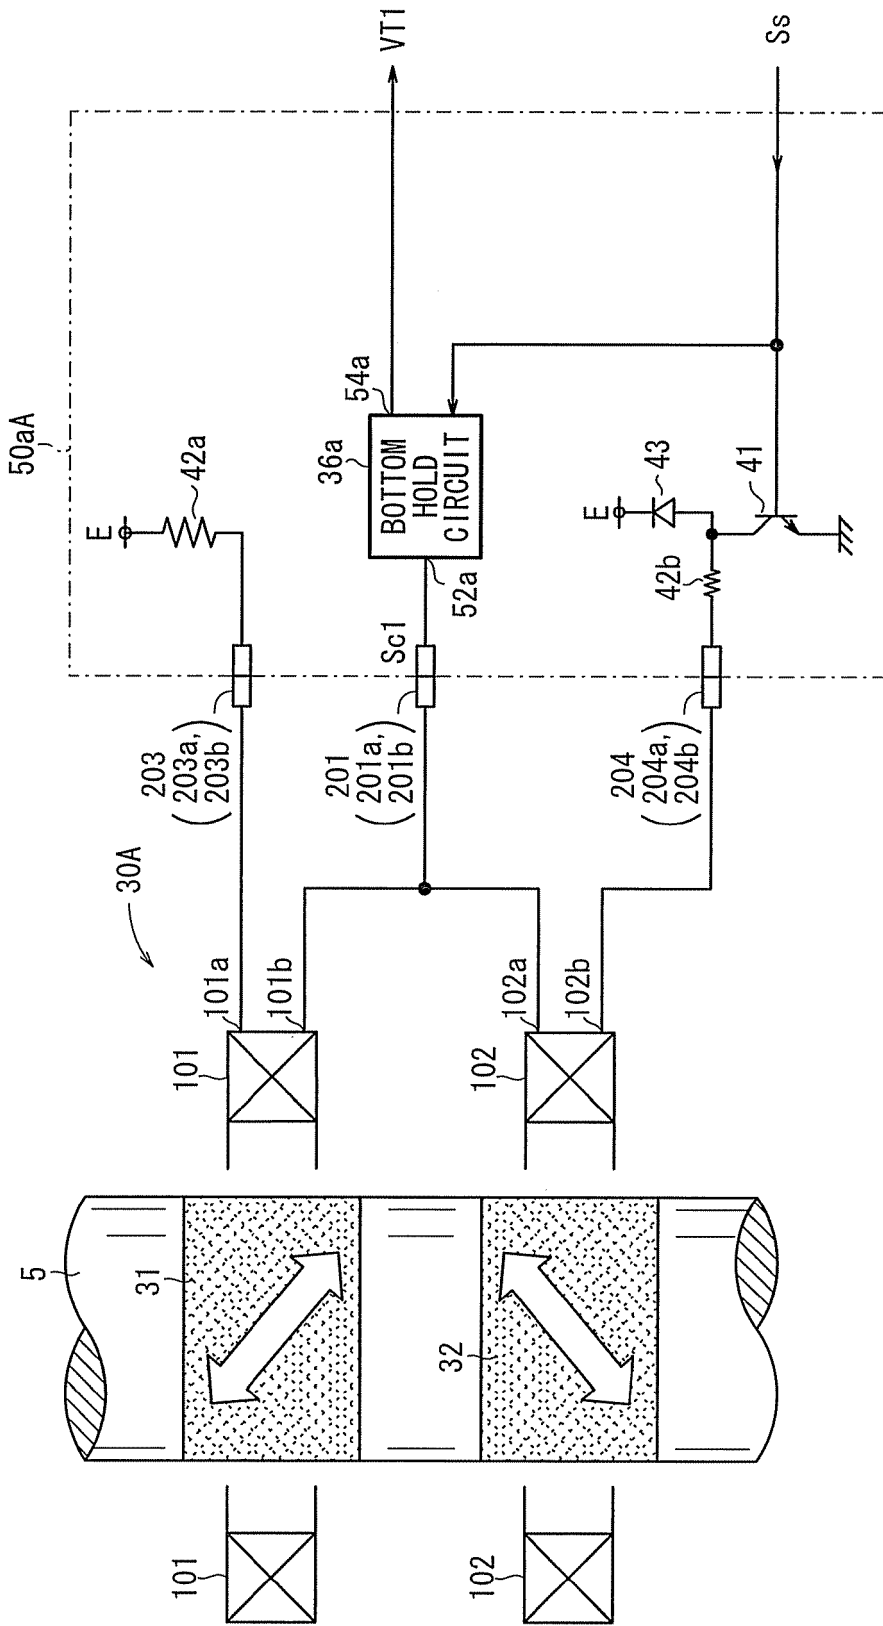 50aA
VT1
Ss
E
42a
54a
36a
BOTTOM
HOLD
CIRCUIT
52a
E
43
41
42b
203
(203a,
203b)
Sc1
201
(201a,
201b)
204
(204a,
204b)
30A
101a
101b
101
102a
102b
102
5
31
32
101
102